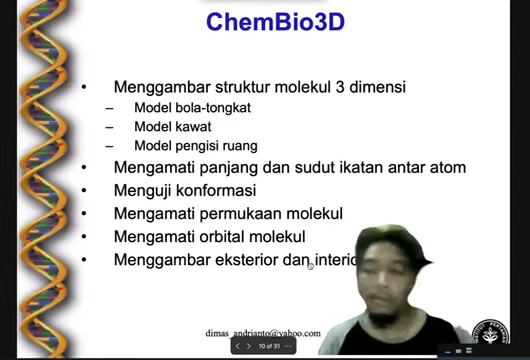 ChemBio3D
• Menggambar struktur molekul 3 dimensi
– Model bola-tongkat
– Model kawat
– Model pengisi ruang
• Mengamati panjang dan sudut ikatan antar atom
• Menguji konformasi
• Mengamati permukaan molekul
• Mengamati orbital molekul
• Menggambar eksterior dan
dimas_andrianto@yahoo.com
10 of 31